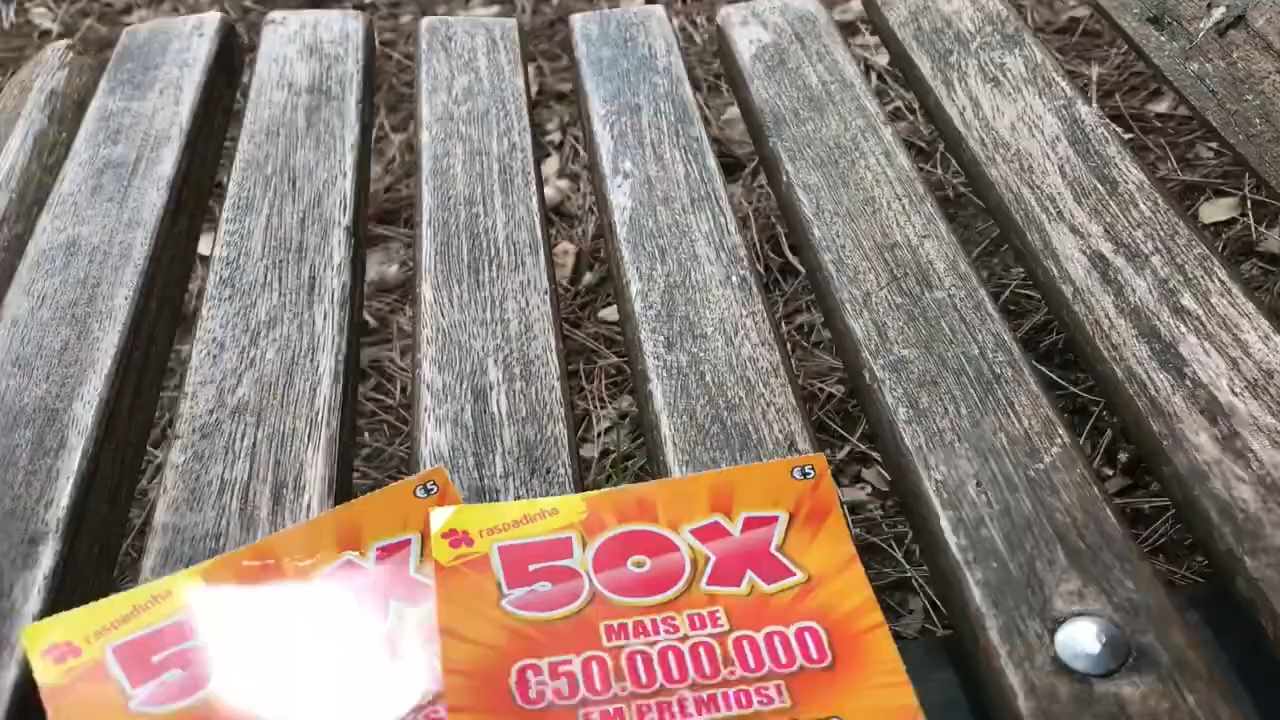 €5
raspadinha
50X
MAIS DE
€50.000.000
EM PRÉMIOS!
€5
raspadinha
5
X